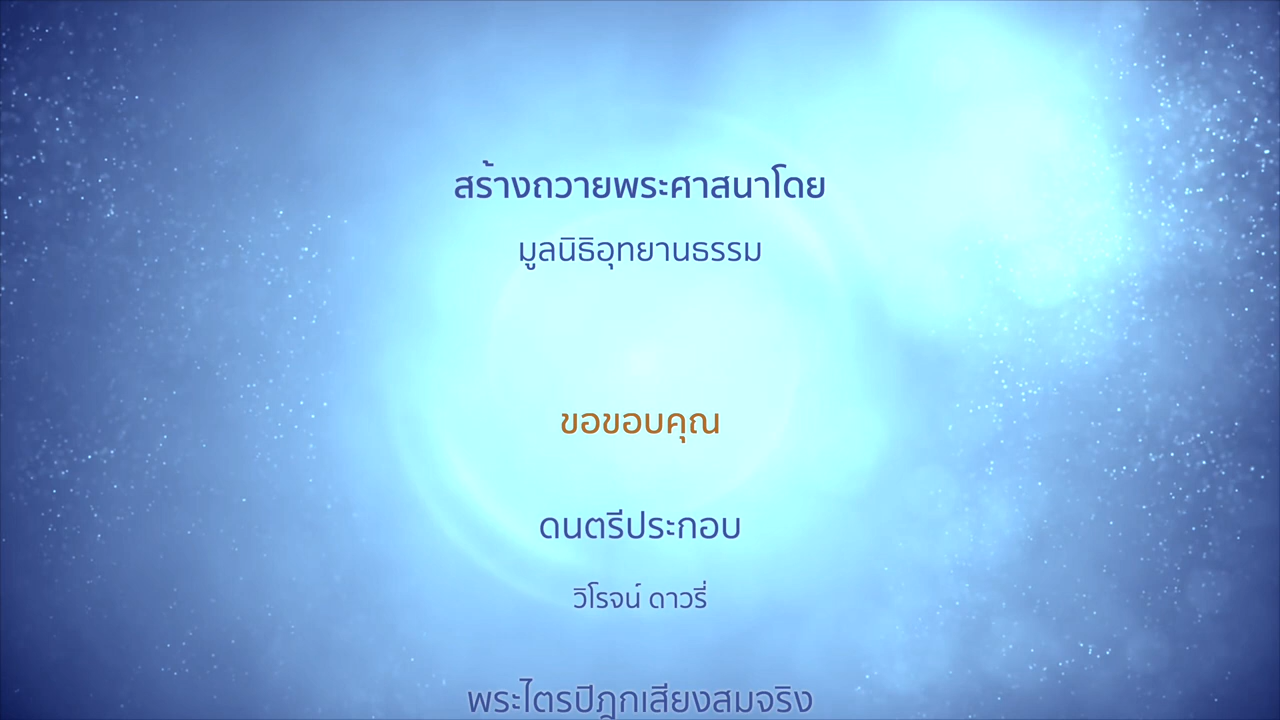 สร้างถวายพระศาสนาโดย
มูลนิธิอุทยานธรรม
ขอขอบคุณ
ดนตรีประกอบ
วิโรจน์ ดาวรี่
พระไตรปิฎกเสียงสมจริง